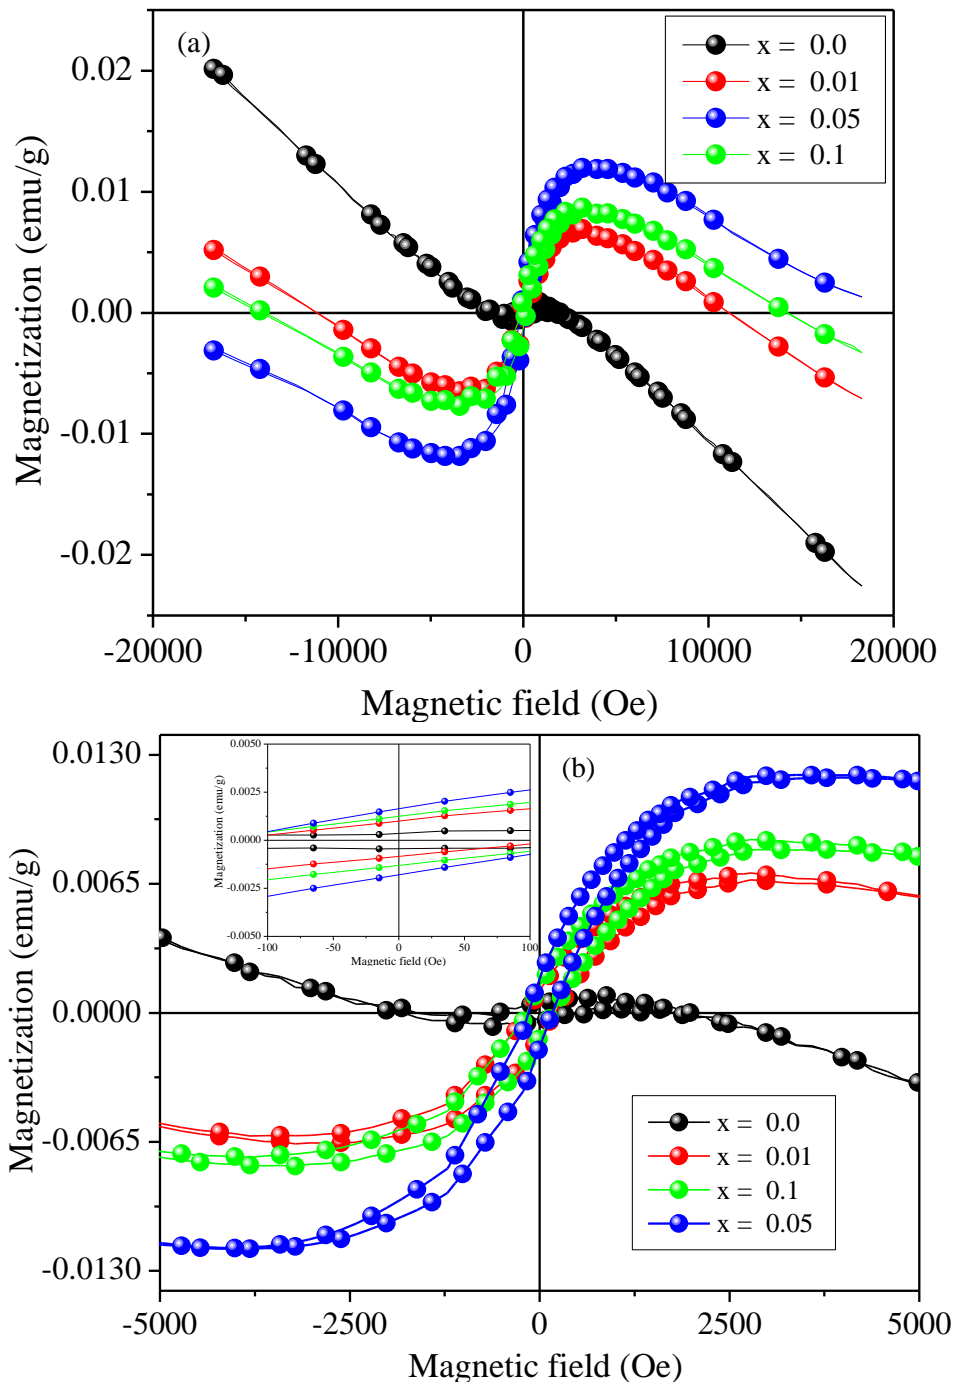 (a)
x = 0.0
x = 0.01
x = 0.05
x = 0.1
0.02
0.01
0.00
-0.01
-0.02
Magnetization (emu/g)
-20000 -10000 0 10000 20000
Magnetic field (Oe)
(b)
0.0130
0.0065
0.0000
-0.0065
-0.0130
Magnetization (emu/g)
0.0050
0.0025
0.0000
-0.0025
-0.0050
Magnetization (emu/g)
-100 -50 0 50 100
Magnetic field (Oe)
x = 0.0
x = 0.01
x = 0.1
x = 0.05
-5000 -2500 0 2500 5000
Magnetic field (Oe)